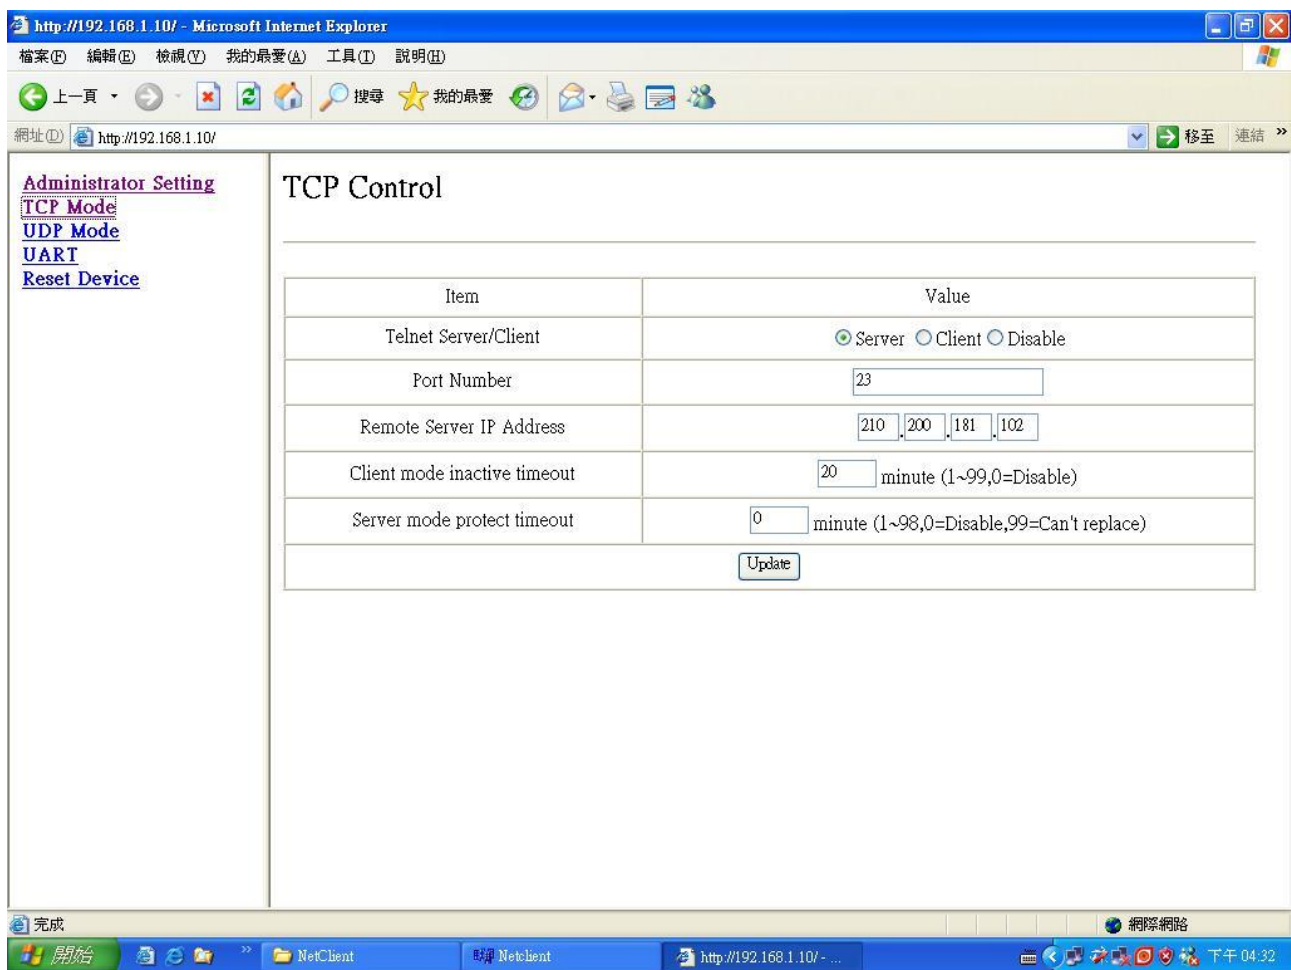 http://192.168.1.10/ - Microsoft Internet Explorer
檔案(F) 編輯(E) 檢視(V) 我的最愛(A) 工具(T) 說明(H)
上一頁 搜尋 我的最愛
網址(D) http://192.168.1.10/ 移至 連結 »
Administrator Setting
TCP Mode
UDP Mode
UART
Reset Device
TCP Control
Item Value
Telnet Server/Client Server Client Disable
Port Number 23
Remote Server IP Address 210 . 200 . 181 . 102
Client mode inactive timeout 20 minute (1~99,0=Disable)
Server mode protect timeout 0 minute (1~98,0=Disable,99=Can't replace)
Update
完成 網際網路
開始 » NetClient Netclient http://192.168.1.10/ - ... 下午 04:32